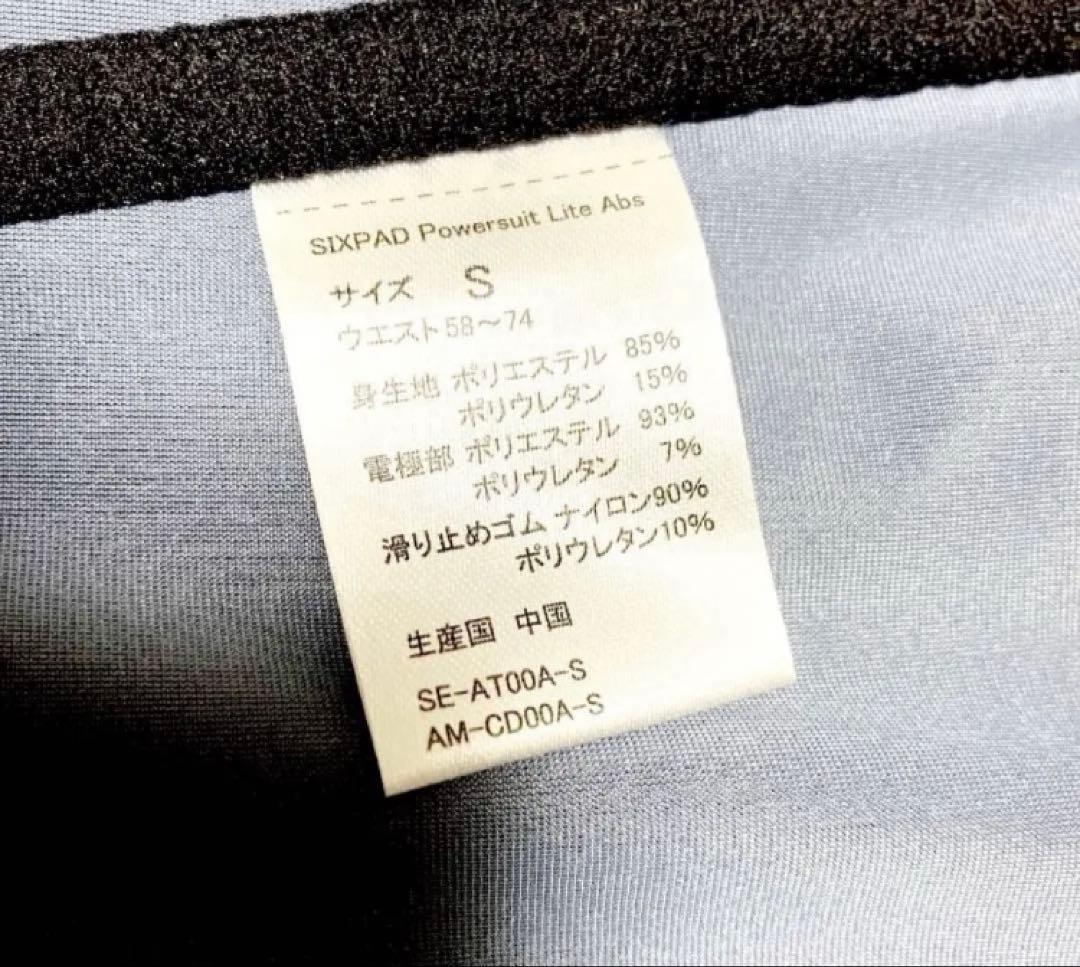 SIXPAD Powersuit Lite Abs
サイズ S
ウエスト58～74
身生地 ポリエステル 85%
ポリウレタン 15%
電極部 ポリエステル 93%
ポリウレタン 7%
滑り止めゴム ナイロン90%
ポリウレタン10%
生産国 中国
SE-AT00A-S
AM-CD00A-S